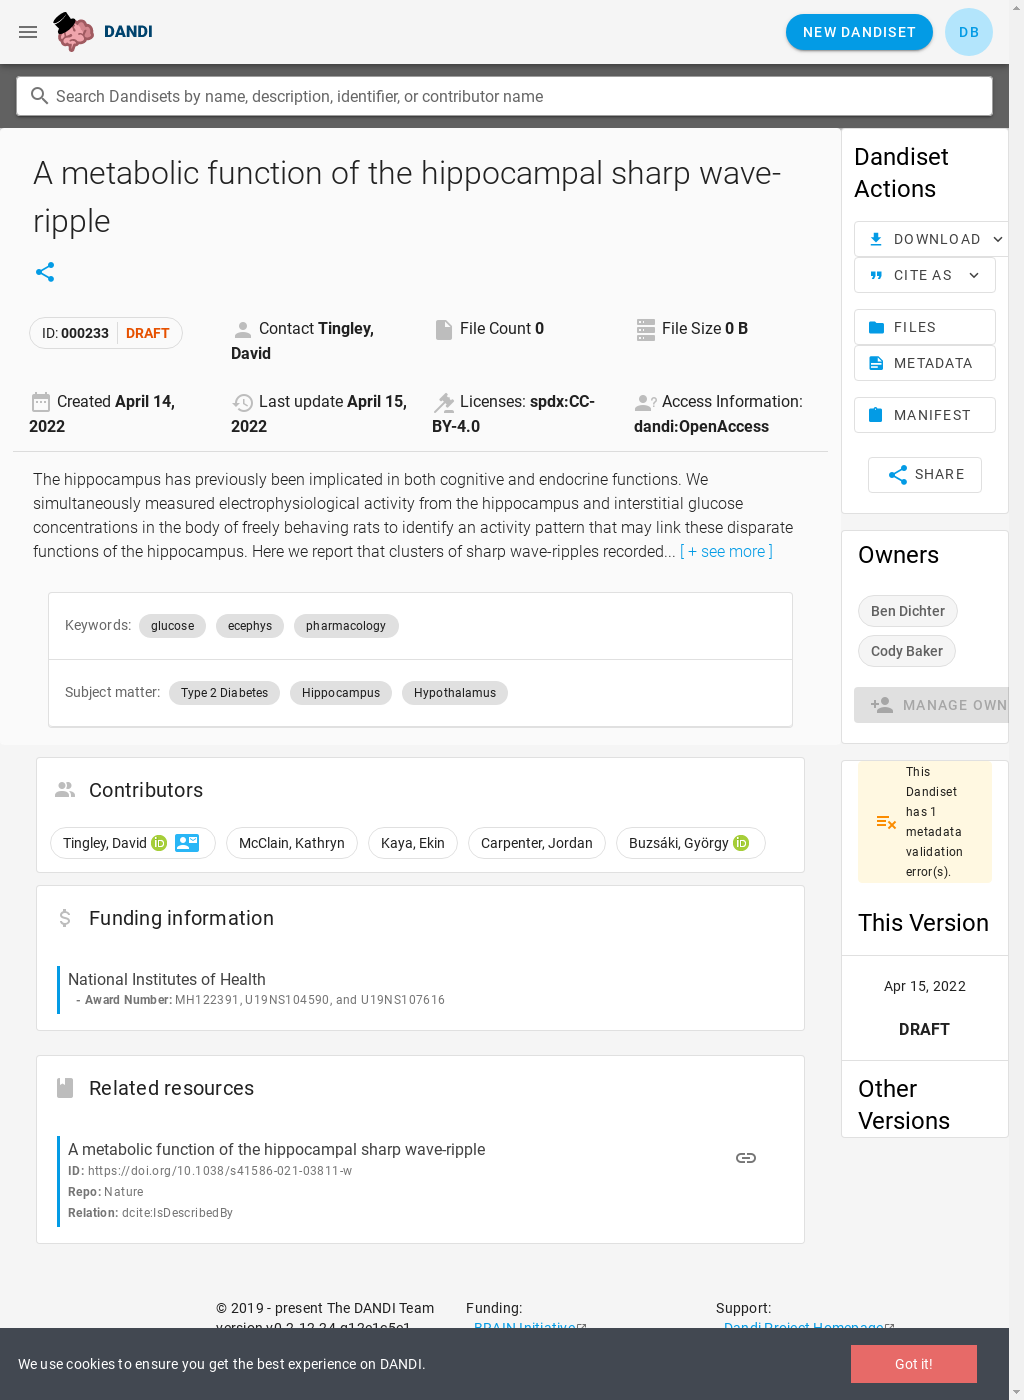 DANDI
NEW DANDISET
DB
Search Dandisets by name, description, identifier, or contributor name
A metabolic function of the hippocampal sharp wave-
ripple
ID: 000233 DRAFT
Contact Tingley,
David
File Count 0
File Size 0 B
Created April 14,
2022
Last update April 15,
2022
Licenses: spdx:CC-
BY-4.0
Access Information:
dandi:OpenAccess
The hippocampus has previously been implicated in both cognitive and endocrine functions. We
simultaneously measured electrophysiological activity from the hippocampus and interstitial glucose
concentrations in the body of freely behaving rats to identify an activity pattern that may link these disparate
functions of the hippocampus. Here we report that clusters of sharp wave-ripples recorded... [ + see more ]
Keywords: glucose ecephys pharmacology
Subject matter: Type 2 Diabetes Hippocampus Hypothalamus
Contributors
Tingley, David iD McClain, Kathryn Kaya, Ekin Carpenter, Jordan Buzsáki, György iD
Funding information
National Institutes of Health
- Award Number: MH122391, U19NS104590, and U19NS107616
Related resources
A metabolic function of the hippocampal sharp wave-ripple
ID: https://doi.org/10.1038/s41586-021-03811-w
Repo: Nature
Relation: dcite:IsDescribedBy
Dandiset
Actions
DOWNLOAD
CITE AS
FILES
METADATA
MANIFEST
SHARE
Owners
Ben Dichter
Cody Baker
MANAGE OWN
This
Dandiset
has 1
metadata
validation
error(s).
This Version
Apr 15, 2022
DRAFT
Other
Versions
© 2019 - present The DANDI Team
Funding:
BRAIN Initiative
Support:
Dandi Project Homepage
We use cookies to ensure you get the best experience on DANDI.
Got it!